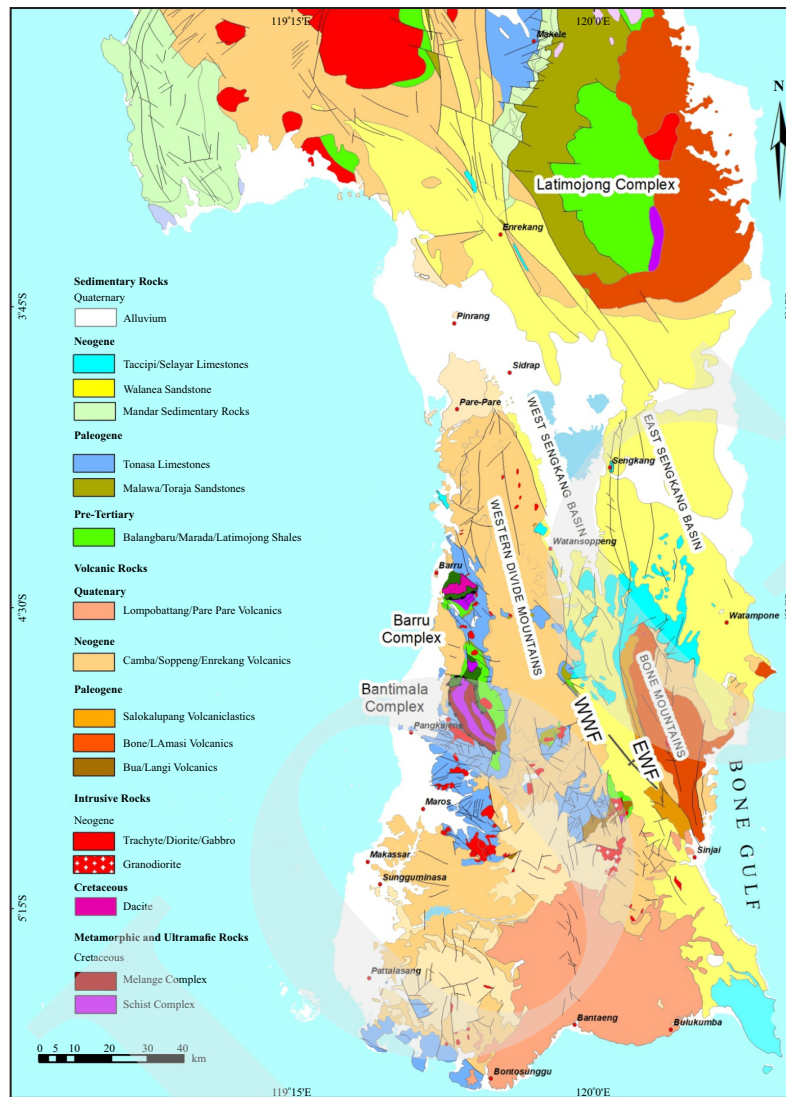 119°15'E
120°0'E
Makele
N
Latimojong Complex
Enrekang
Sedimentary Rocks
Quaternary
Alluvium
Neogene
Taccipi/Selayar Limestones
Walanea Sandstone
Mandar Sedimentary Rocks
Paleogene
Tonasa Limestones
Malawa/Toraja Sandstones
Pre-Tertiary
Balangbaru/Marada/Latimojong Shales
Volcanic Rocks
Quatenary
Lompobattang/Pare Pare Volcanics
Neogene
Camba/Soppeng/Enrekang Volcanics
Paleogene
Salokalupang Volcaniclastics
Bone/LAmasi Volcanics
Bua/Langi Volcanics
Intrusive Rocks
Neogene
Trachyte/Diorite/Gabbro
Granodiorite
Cretaceous
Dacite
Metamorphic and Ultramafic Rocks
Cretaceous
Melange Complex
Schist Complex
0 5 10 20 30 40
km
3°45'S
4°30'S
5°15'S
Pinrang
Sidrap
Pare-Pare
WEST SENGKANG BASIN
EAST SENGKANG BASIN
Sengkang
WESTERN DIVIDE MOUNTAINS
Watansoppeng
Barru
Barru
Complex
Watampone
Bantimala
Complex
Pangkajene
BONE MOUNTAINS
WWF
EWF
BONE GULF
Maros
Makassar
Sungguminasa
Sinjai
Pattalasang
Bantaeng
Bulukumba
Bontosunggu
119°15'E
120°0'E